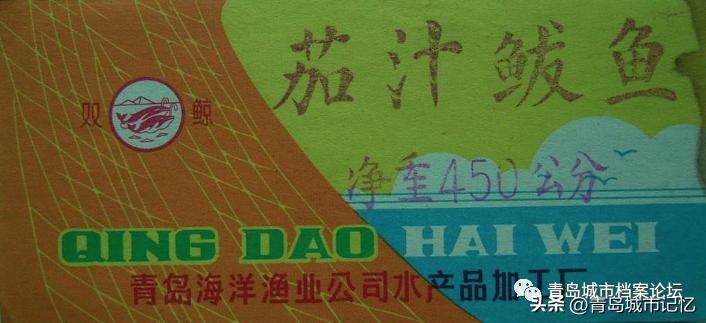 茄汁鲅鱼
双 鲸
净重450公分
QING DAO HAI WEI
青岛海洋渔业公司水产品加工厂
青岛城市档案论坛
头条 @青岛城市记忆